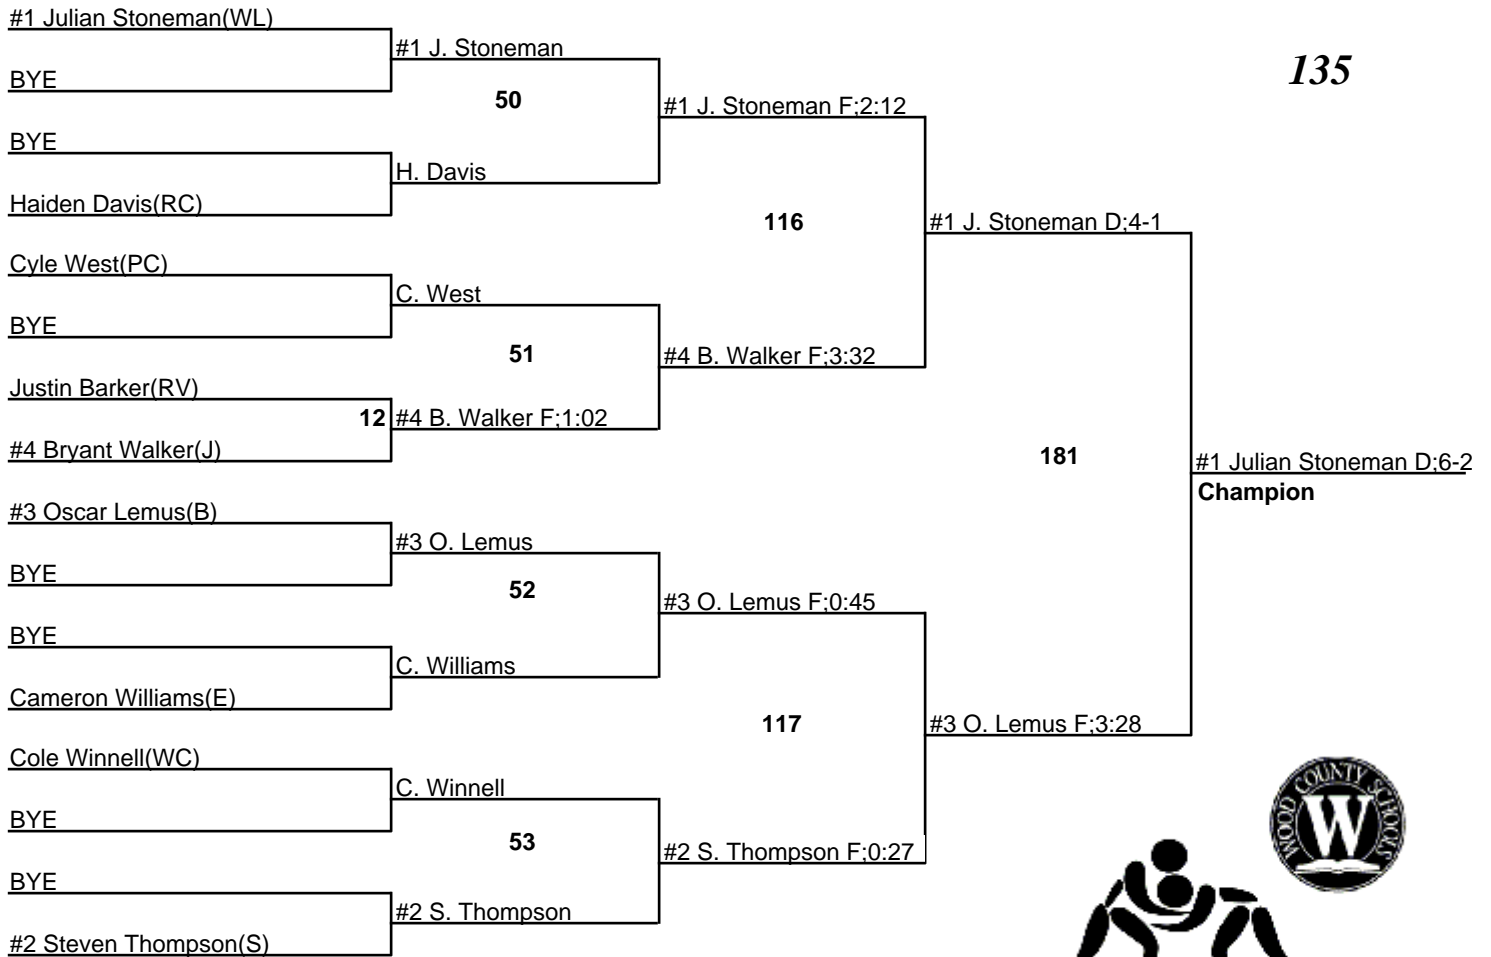 #1 Julian Stoneman(WL)
BYE
BYE
Haiden Davis(RC)
Cyle West(PC)
BYE
Justin Barker(RV)
#4 Bryant Walker(J)
#3 Oscar Lemus(B)
BYE
BYE
Cameron Williams(E)
Cole Winnell(WC)
BYE
BYE
#2 Steven Thompson(S)
12
#1 J. Stoneman
H. Davis
C. West
#4 B. Walker F;1:02
#3 O. Lemus
C. Williams
C. Winnell
#2 S. Thompson
50
51
52
53
#1 J. Stoneman F;2:12
#4 B. Walker F;3:32
#3 O. Lemus F;0:45
#2 S. Thompson F;0:27
116
117
#1 J. Stoneman D;4-1
#3 O. Lemus F;3:28
181
#1 Julian Stoneman D;6-2
Champion
135
WOOD COUNTY SCHOOLS
W